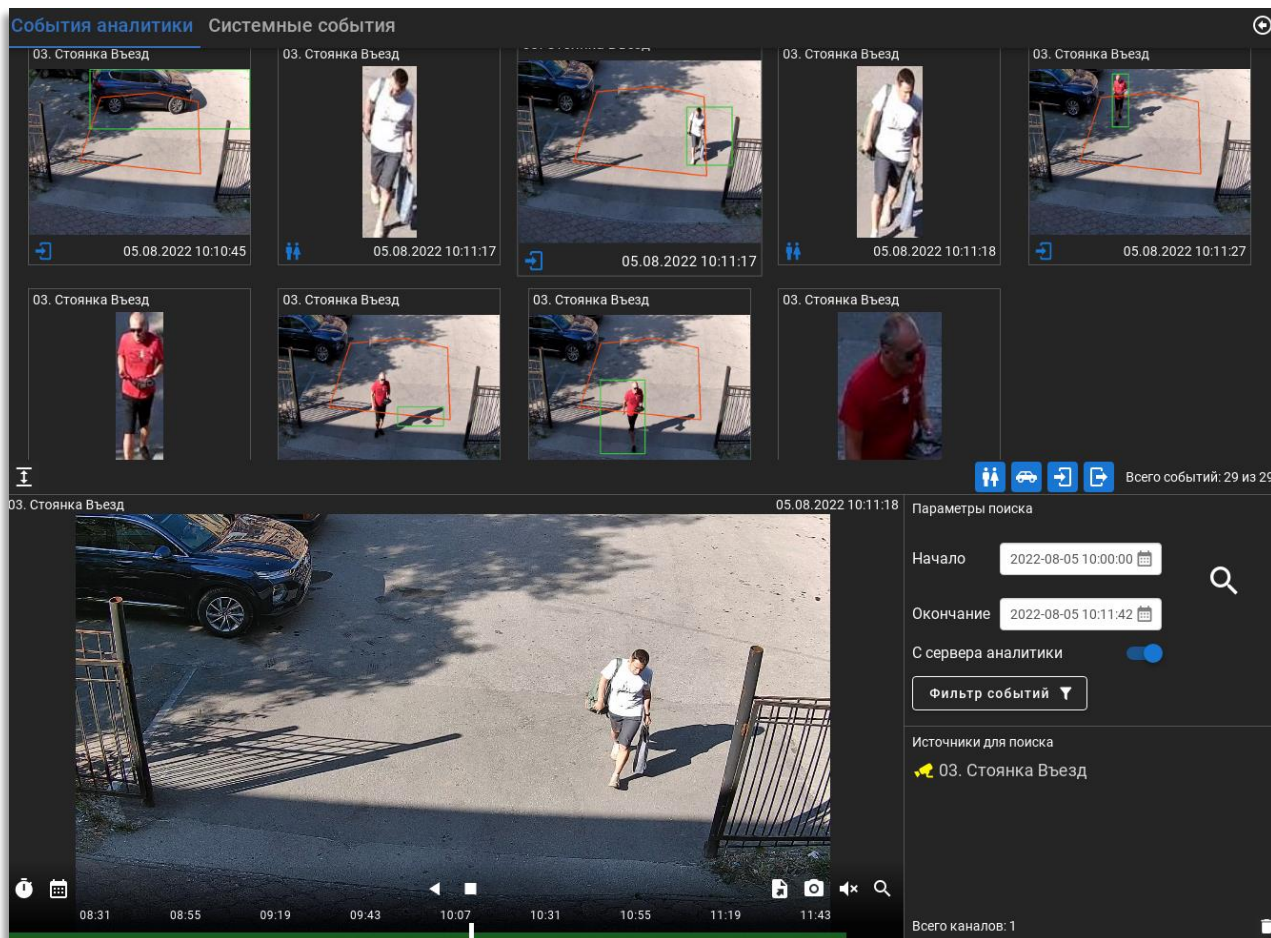 События аналитики Системные события
03. Стоянка Въезд
03. Стоянка Въезд
03. Стоянка Въезд
03. Стоянка Въезд
03. Стоянка Въезд
05.08.2022 10:10:45
05.08.2022 10:11:17
05.08.2022 10:11:17
05.08.2022 10:11:18
05.08.2022 10:11:27
03. Стоянка Въезд
03. Стоянка Въезд
03. Стоянка Въезд
03. Стоянка Въезд
Всего событий: 29 из 29
03. Стоянка Въезд
05.08.2022 10:11:18
Параметры поиска
Начало 2022-08-05 10:00:00
Окончание 2022-08-05 10:11:42
С сервера аналитики
Фильтр событий
Источники для поиска
03. Стоянка Въезд
08:31 08:55 09:19 09:43 10:07 10:31 10:55 11:19 11:43
Всего каналов: 1